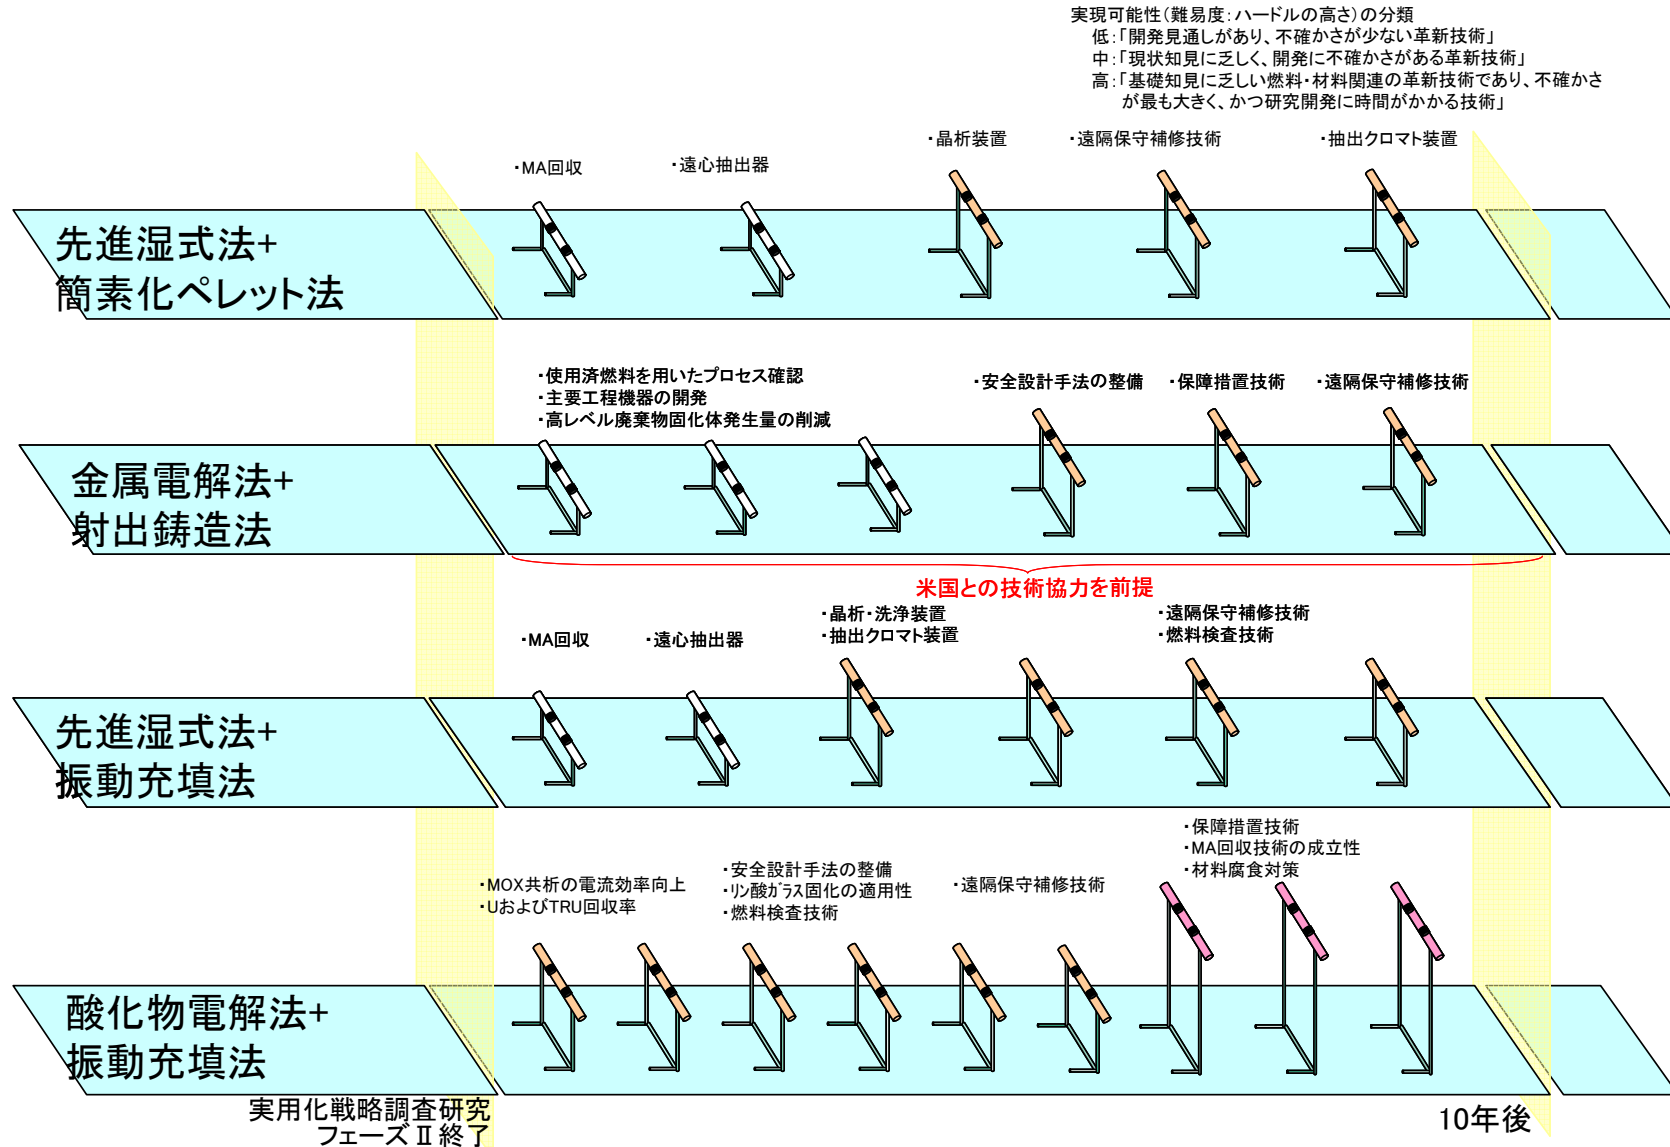 実現可能性(難易度:ハードルの高さ)の分類
低:「開発見通しがあり、不確かさが少ない革新技術」
中:「現状知見に乏しく、開発に不確かさがある革新技術」
高:「基礎知見に乏しい燃料・材料関連の革新技術であり、不確かさ
が最も大きく、かつ研究開発に時間がかかる技術」
・MA回収
・遠心抽出器
・晶析装置
・遠隔保守補修技術
・抽出クロマト装置
先進湿式法+
簡素化ペレット法
・使用済燃料を用いたプロセス確認
・主要工程機器の開発
・高レベル廃棄物固化体発生量の削減
・安全設計手法の整備
・保障措置技術
・遠隔保守補修技術
金属電解法+
射出鋳造法
米国との技術協力を前提
・MA回収
・遠心抽出器
・晶析・洗浄装置
・抽出クロマト装置
・遠隔保守補修技術
・燃料検査技術
先進湿式法+
振動充填法
・MOX共析の電流効率向上
・UおよびTRU回収率
・安全設計手法の整備
・リン酸ガラス固化の適用性
・燃料検査技術
・遠隔保守補修技術
・保障措置技術
・MA回収技術の成立性
・材料腐食対策
酸化物電解法+
振動充填法
実用化戦略調査研究
フェーズⅡ終了
10年後